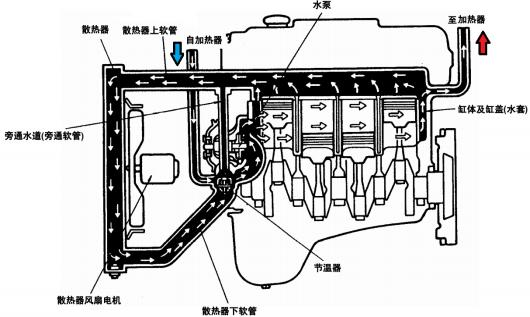 水泵
散热器
散热器上软管
自加热器
至加热器
缸体及缸盖(水套)
旁通水道(旁通软管)
节温器
散热器风扇电机
散热器下软管